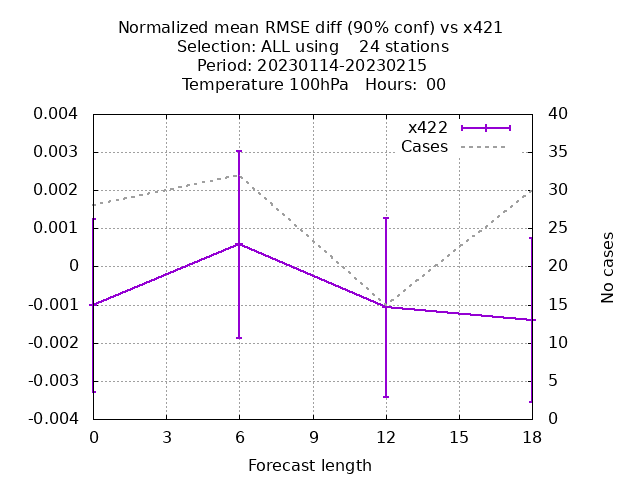 Normalized mean RMSE diff (90% conf) vs x421
Selection: ALL using    24 stations
Period: 20230114-20230215
Temperature 100hPa   Hours:  00
0.004
0.003
0.002
0.001
0
-0.001
-0.002
-0.003
-0.004
x422
Cases
40
35
30
25
20
15
10
5
0
No cases
0 3 6 9 12 15 18
Forecast length